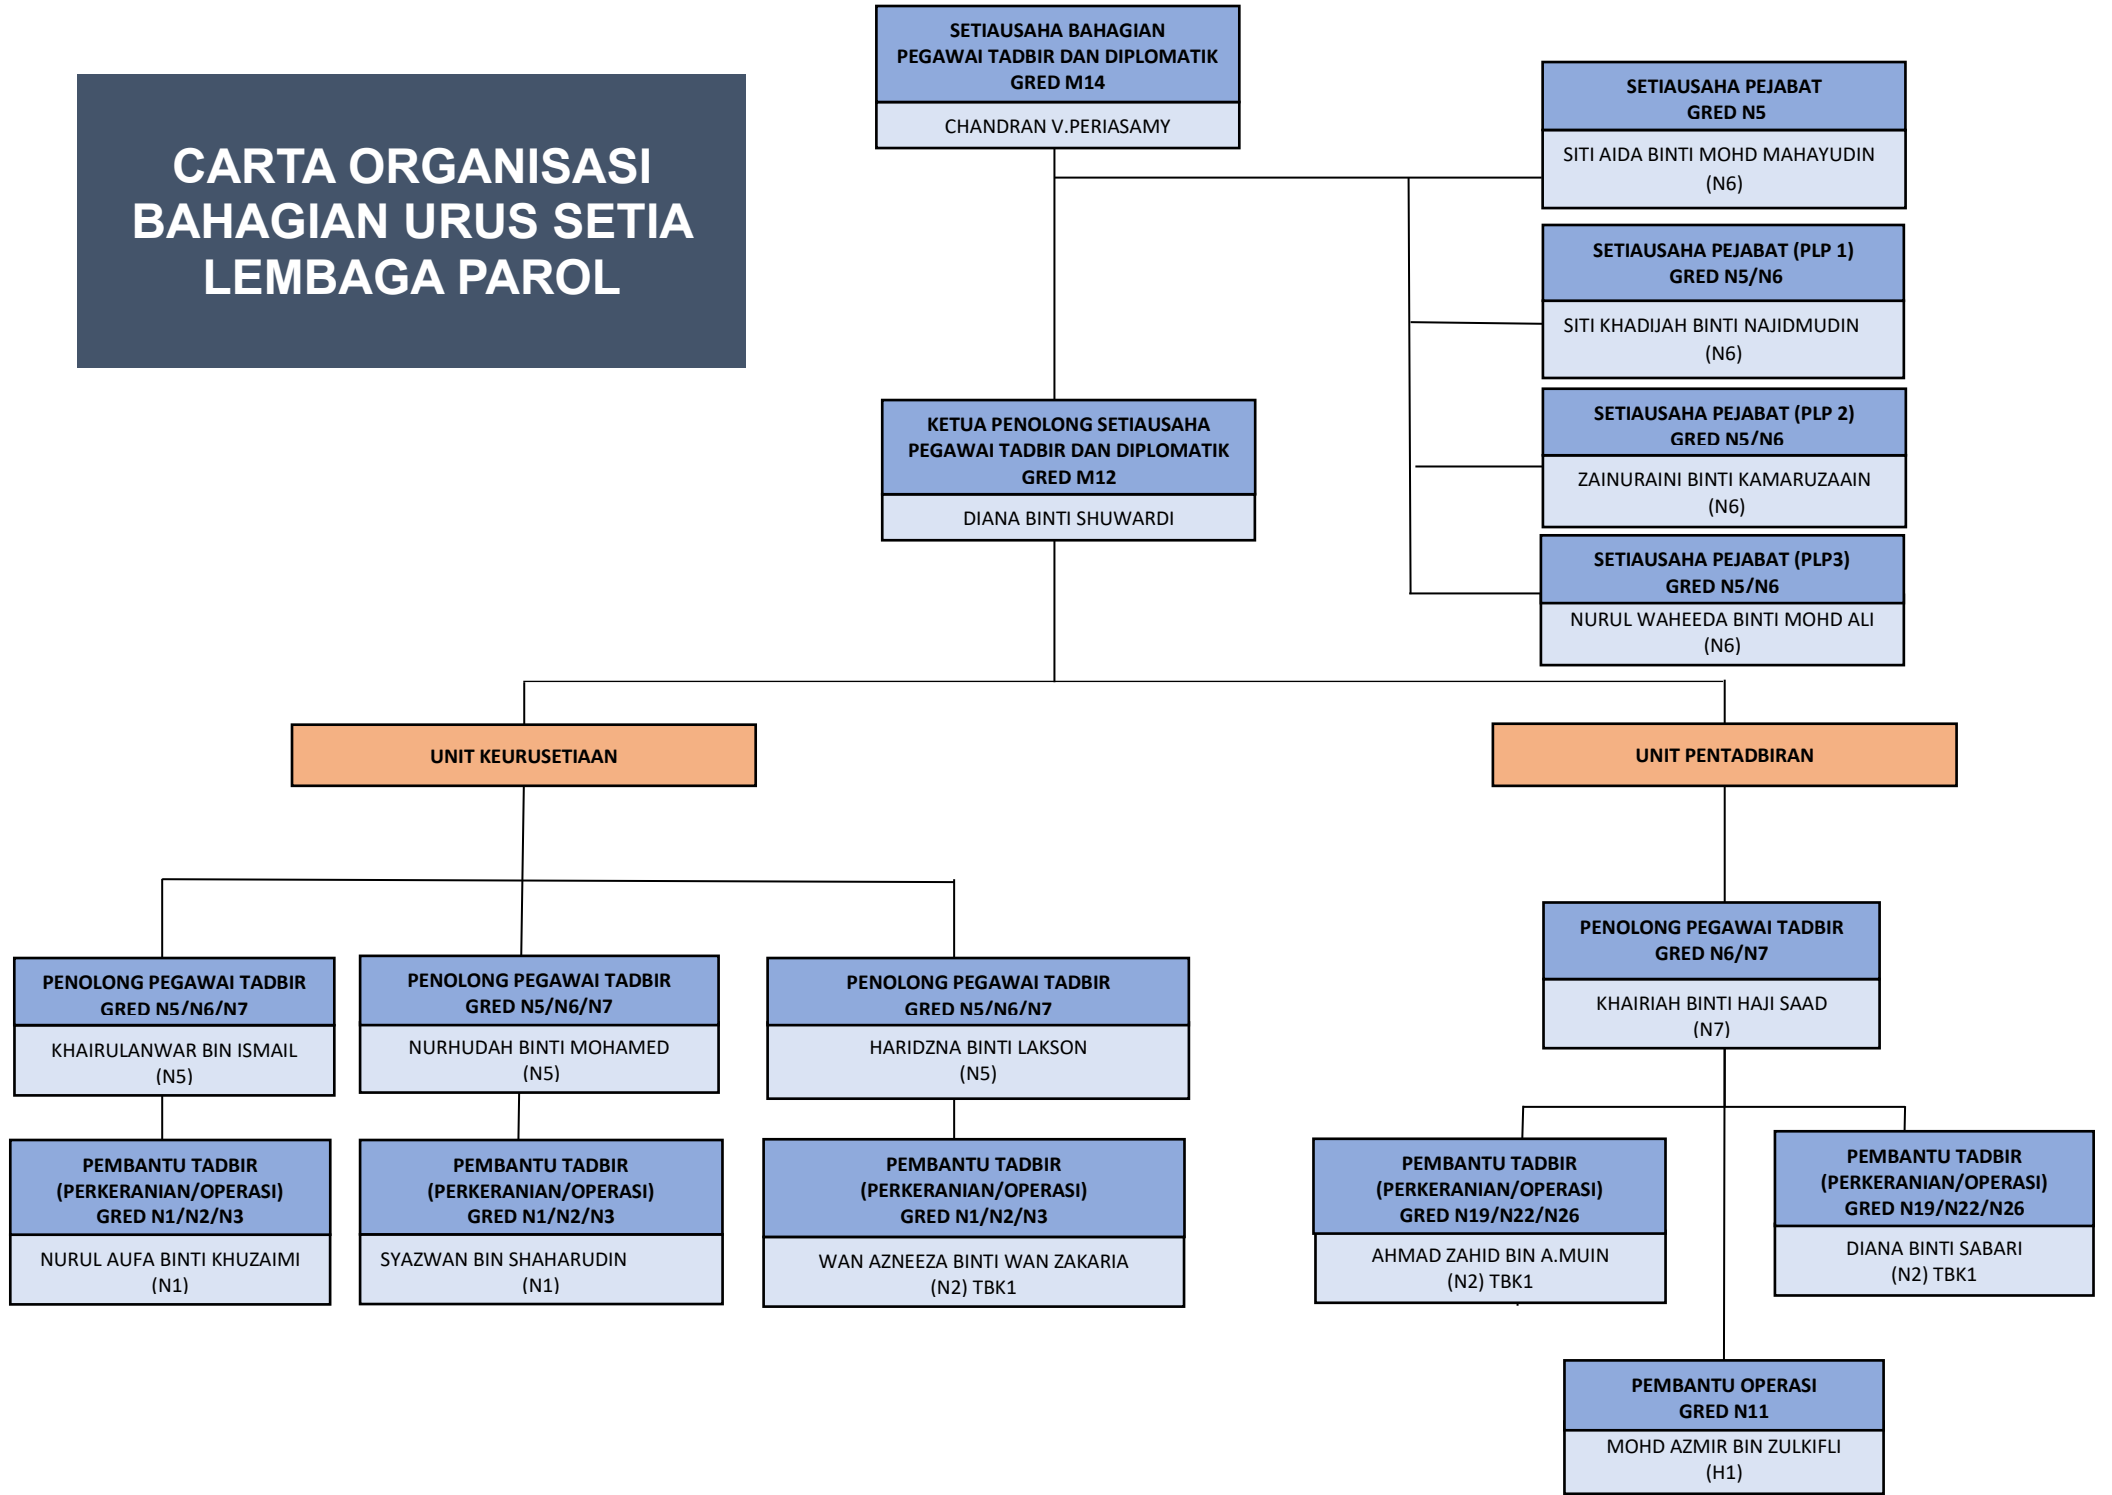 CARTA ORGANISASI
BAHAGIAN URUS SETIA
LEMBAGA PAROL
SETIAUSAHA BAHAGIAN
PEGAWAI TADBIR DAN DIPLOMATIK
GRED M14
CHANDRAN V.PERIASAMY
SETIAUSAHA PEJABAT
GRED N5
SITI AIDA BINTI MOHD MAHAYUDIN
(N6)
SETIAUSAHA PEJABAT (PLP 1)
GRED N5/N6
SITI KHADIJAH BINTI NAJIDMUDIN
(N6)
SETIAUSAHA PEJABAT (PLP 2)
GRED N5/N6
ZAINURAINI BINTI KAMARUZAAIN
(N6)
SETIAUSAHA PEJABAT (PLP3)
GRED N5/N6
NURUL WAHEEDA BINTI MOHD ALI
(N6)
KETUA PENOLONG SETIAUSAHA
PEGAWAI TADBIR DAN DIPLOMATIK
GRED M12
DIANA BINTI SHUWARDI
UNIT KEURUSETIAAN
UNIT PENTADBIRAN
PENOLONG PEGAWAI TADBIR
GRED N5/N6/N7
KHAIRULANWAR BIN ISMAIL
(N5)
PENOLONG PEGAWAI TADBIR
GRED N5/N6/N7
NURHUDAH BINTI MOHAMED
(N5)
PENOLONG PEGAWAI TADBIR
GRED N5/N6/N7
HARIDZNA BINTI LAKSON
(N5)
PENOLONG PEGAWAI TADBIR
GRED N6/N7
KHAIRIAH BINTI HAJI SAAD
(N7)
PEMBANTU TADBIR
(PERKERANIAN/OPERASI)
GRED N1/N2/N3
NURUL AUFA BINTI KHUZAIMI
(N1)
PEMBANTU TADBIR
(PERKERANIAN/OPERASI)
GRED N1/N2/N3
SYAZWAN BIN SHAHARUDIN
(N1)
PEMBANTU TADBIR
(PERKERANIAN/OPERASI)
GRED N1/N2/N3
WAN AZNEEZA BINTI WAN ZAKARIA
(N2) TBK1
PEMBANTU TADBIR
(PERKERANIAN/OPERASI)
GRED N19/N22/N26
AHMAD ZAHID BIN A.MUIN
(N2) TBK1
PEMBANTU TADBIR
(PERKERANIAN/OPERASI)
GRED N19/N22/N26
DIANA BINTI SABARI
(N2) TBK1
PEMBANTU OPERASI
GRED N11
MOHD AZMIR BIN ZULKIFLI
(H1)